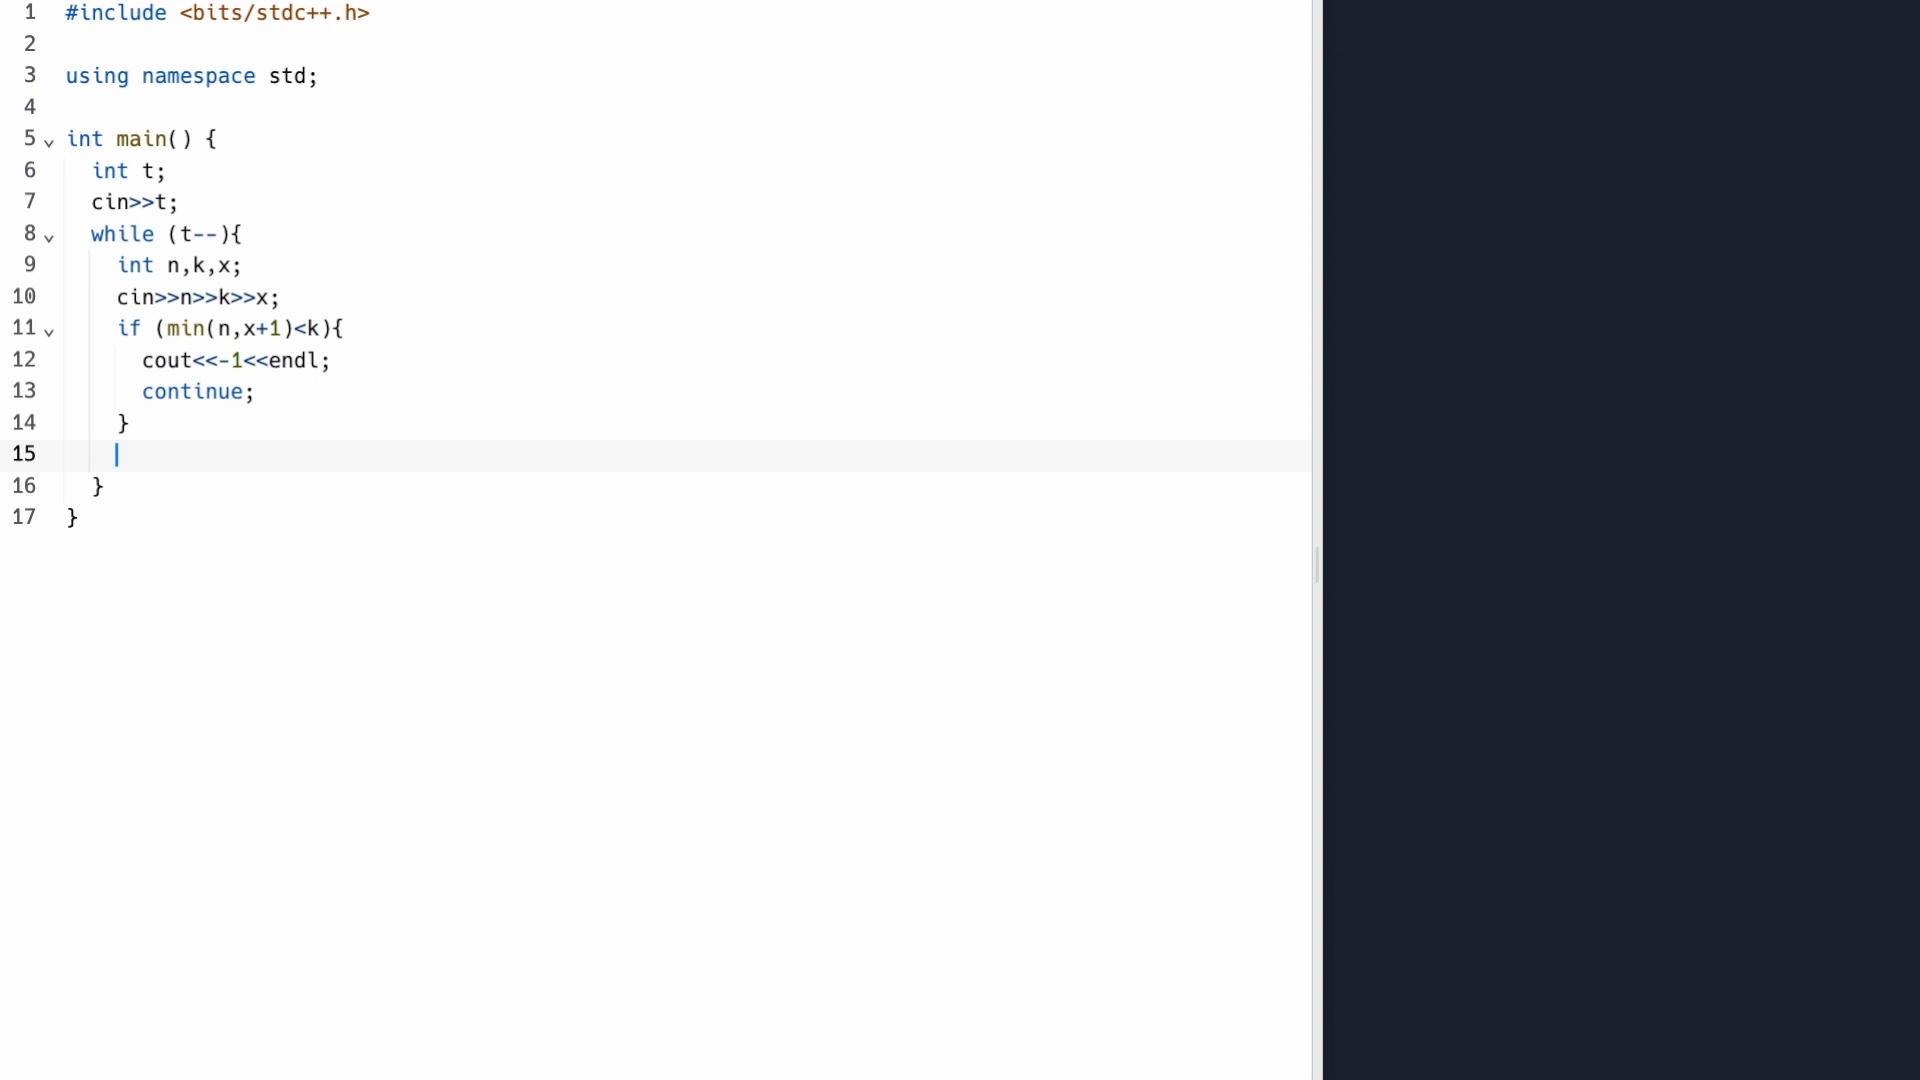 1 #include <bits/stdc++.h>
2
3 using namespace std;
4
5 int main() {
6   int t;
7   cin>>t;
8   while (t--){
9     int n,k,x;
10     cin>>n>>k>>x;
11     if (min(n,x+1)<k){
12       cout<<-1<<endl;
13       continue;
14     }
15
16   }
17 }